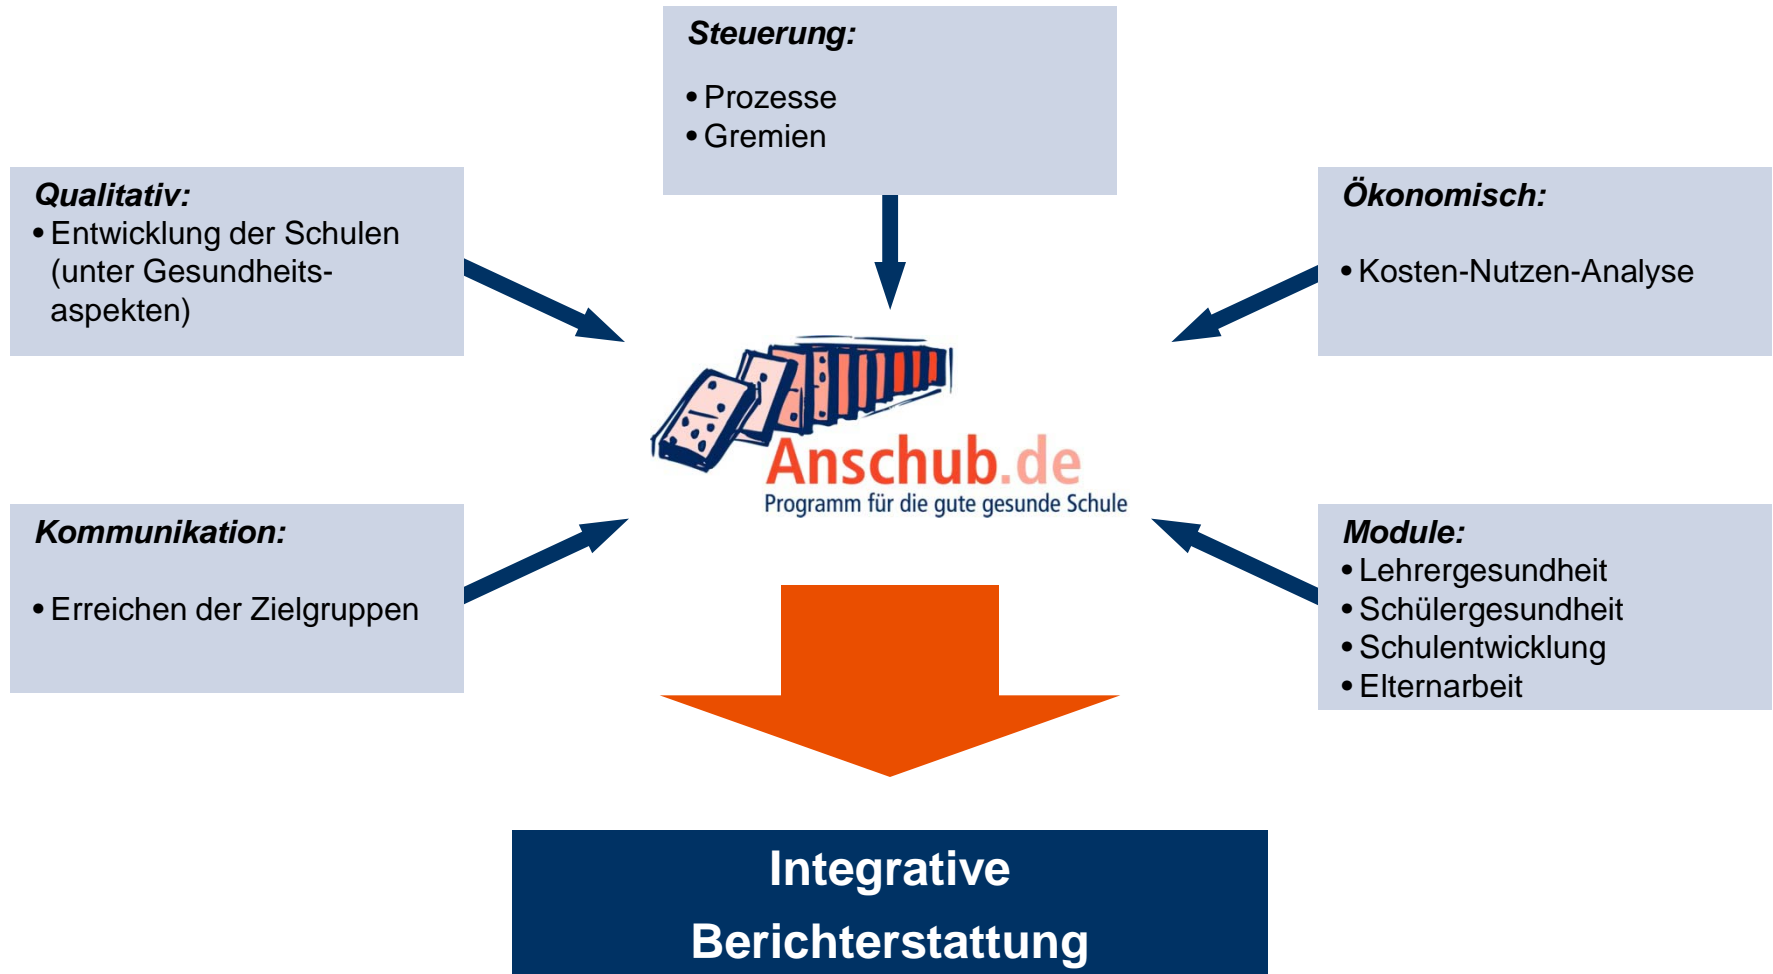 Steuerung:
• Prozesse
• Gremien
Qualitativ:
• Entwicklung der Schulen
(unter Gesundheits-
aspekten)
Ökonomisch:
• Kosten-Nutzen-Analyse
Anschub.de
Programm für die gute gesunde Schule
Kommunikation:
• Erreichen der Zielgruppen
Module:
• Lehrergesundheit
• Schülergesundheit
• Schulentwicklung
• Elternarbeit
Integrative
Berichterstattung